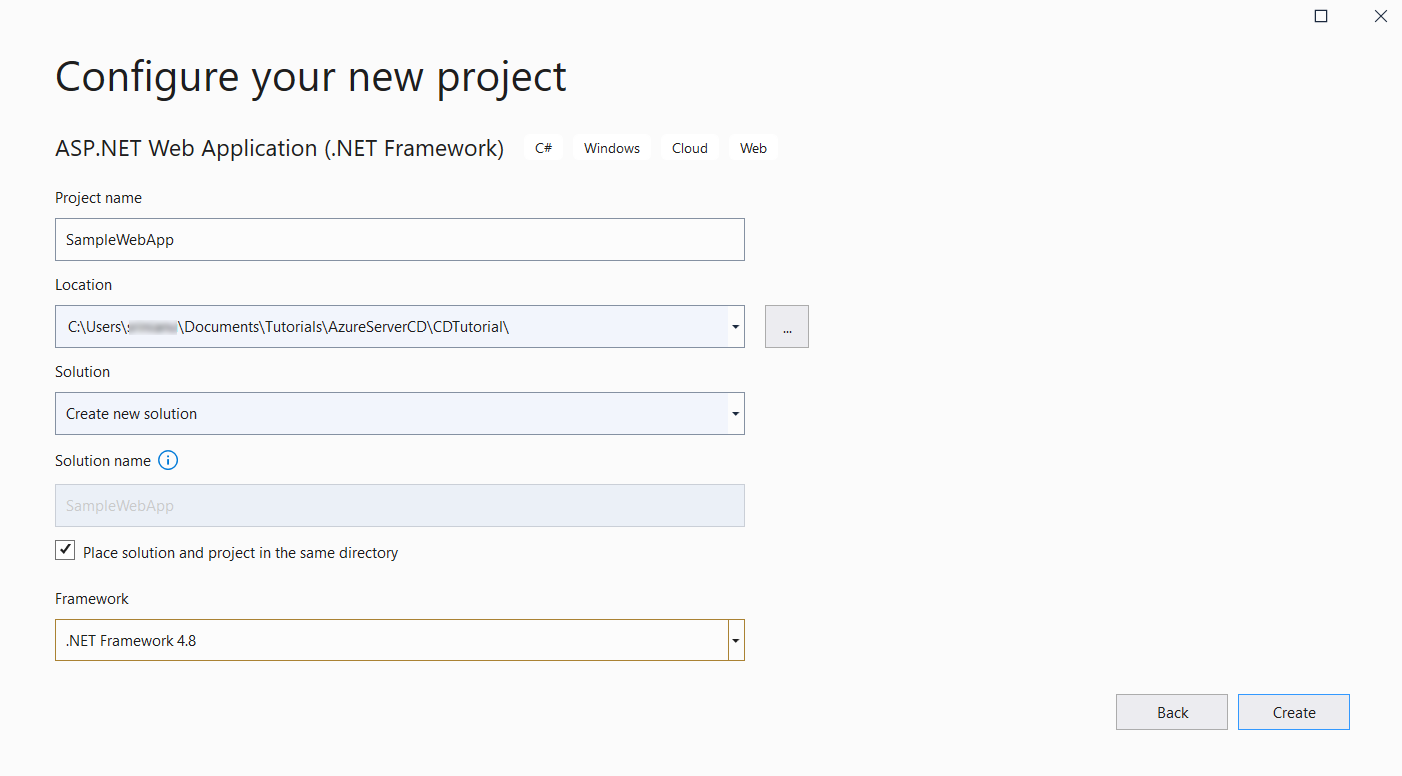 Configure your new project
ASP.NET Web Application (.NET Framework) C# Windows Cloud Web
Project name
SampleWebApp
Location
C:\Users\ \Documents\Tutorials\AzureServerCD\CDTutorial\
...
Solution
Create new solution
Solution name
SampleWebApp
Place solution and project in the same directory
Framework
.NET Framework 4.8
Back Create